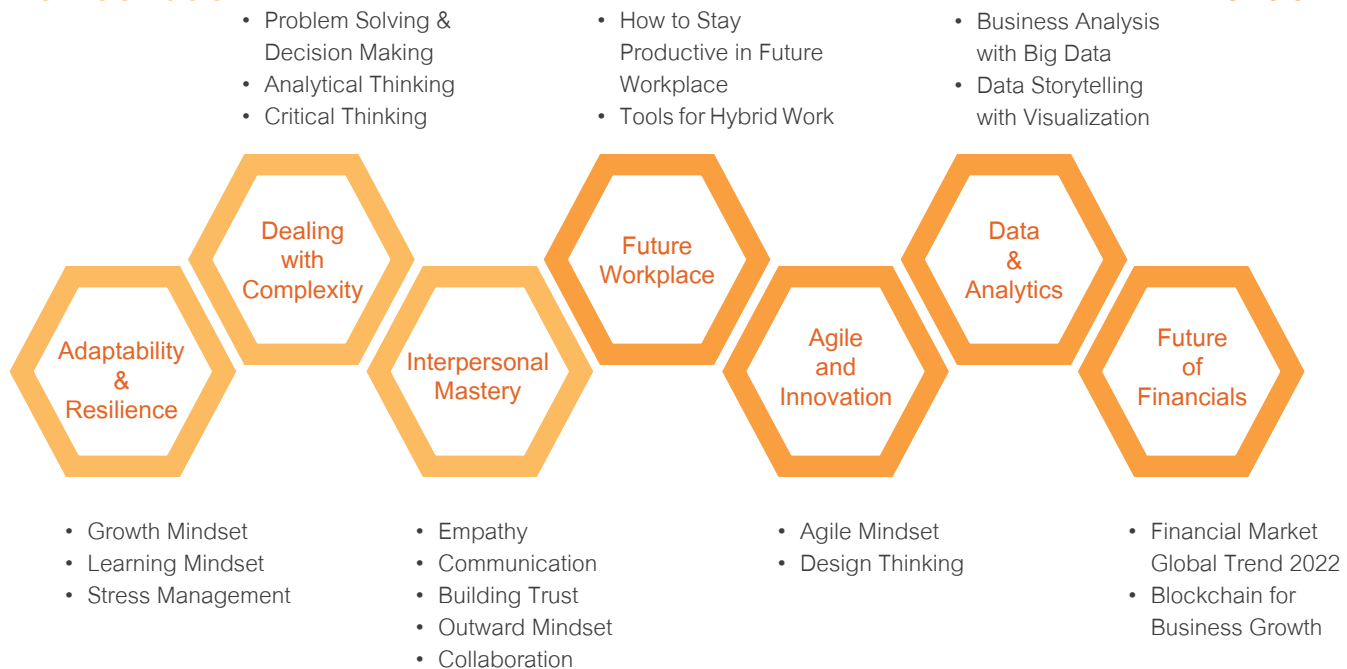 • Problem Solving &
Decision Making
• Analytical Thinking
• Critical Thinking
• How to Stay
Productive in Future
Workplace
• Tools for Hybrid Work
• Business Analysis
with Big Data
• Data Storytelling
with Visualization
Adaptability
&
Resilience
Dealing
with
Complexity
Interpersonal
Mastery
Future
Workplace
Agile
and
Innovation
Data
&
Analytics
Future
of
Financials
• Growth Mindset
• Learning Mindset
• Stress Management
• Empathy
• Communication
• Building Trust
• Outward Mindset
• Collaboration
• Agile Mindset
• Design Thinking
• Financial Market
Global Trend 2022
• Blockchain for
Business Growth